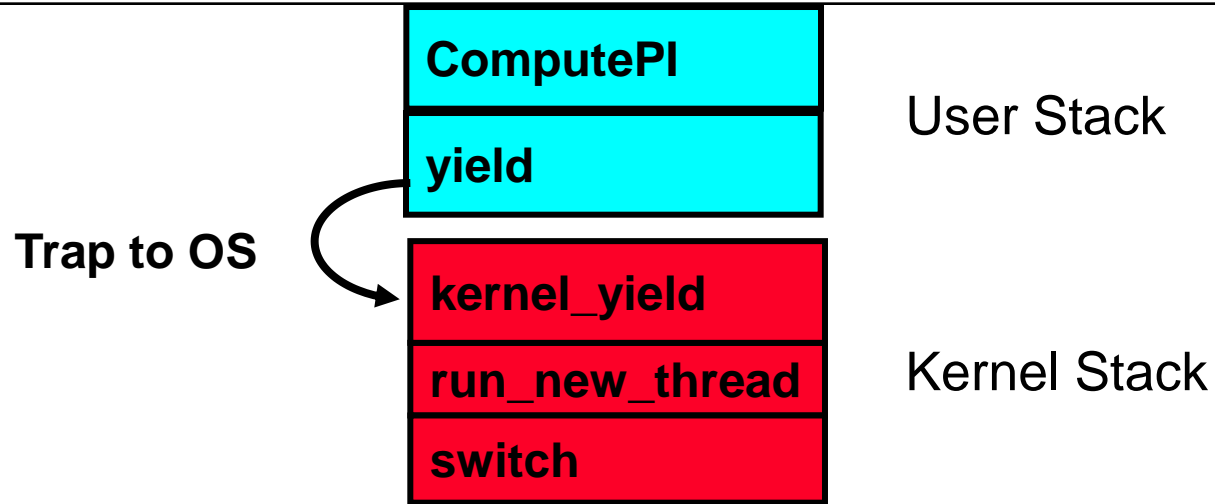 ComputePI
User Stack
yield
Trap to OS
kernel_yield
run_new_thread
Kernel Stack
switch